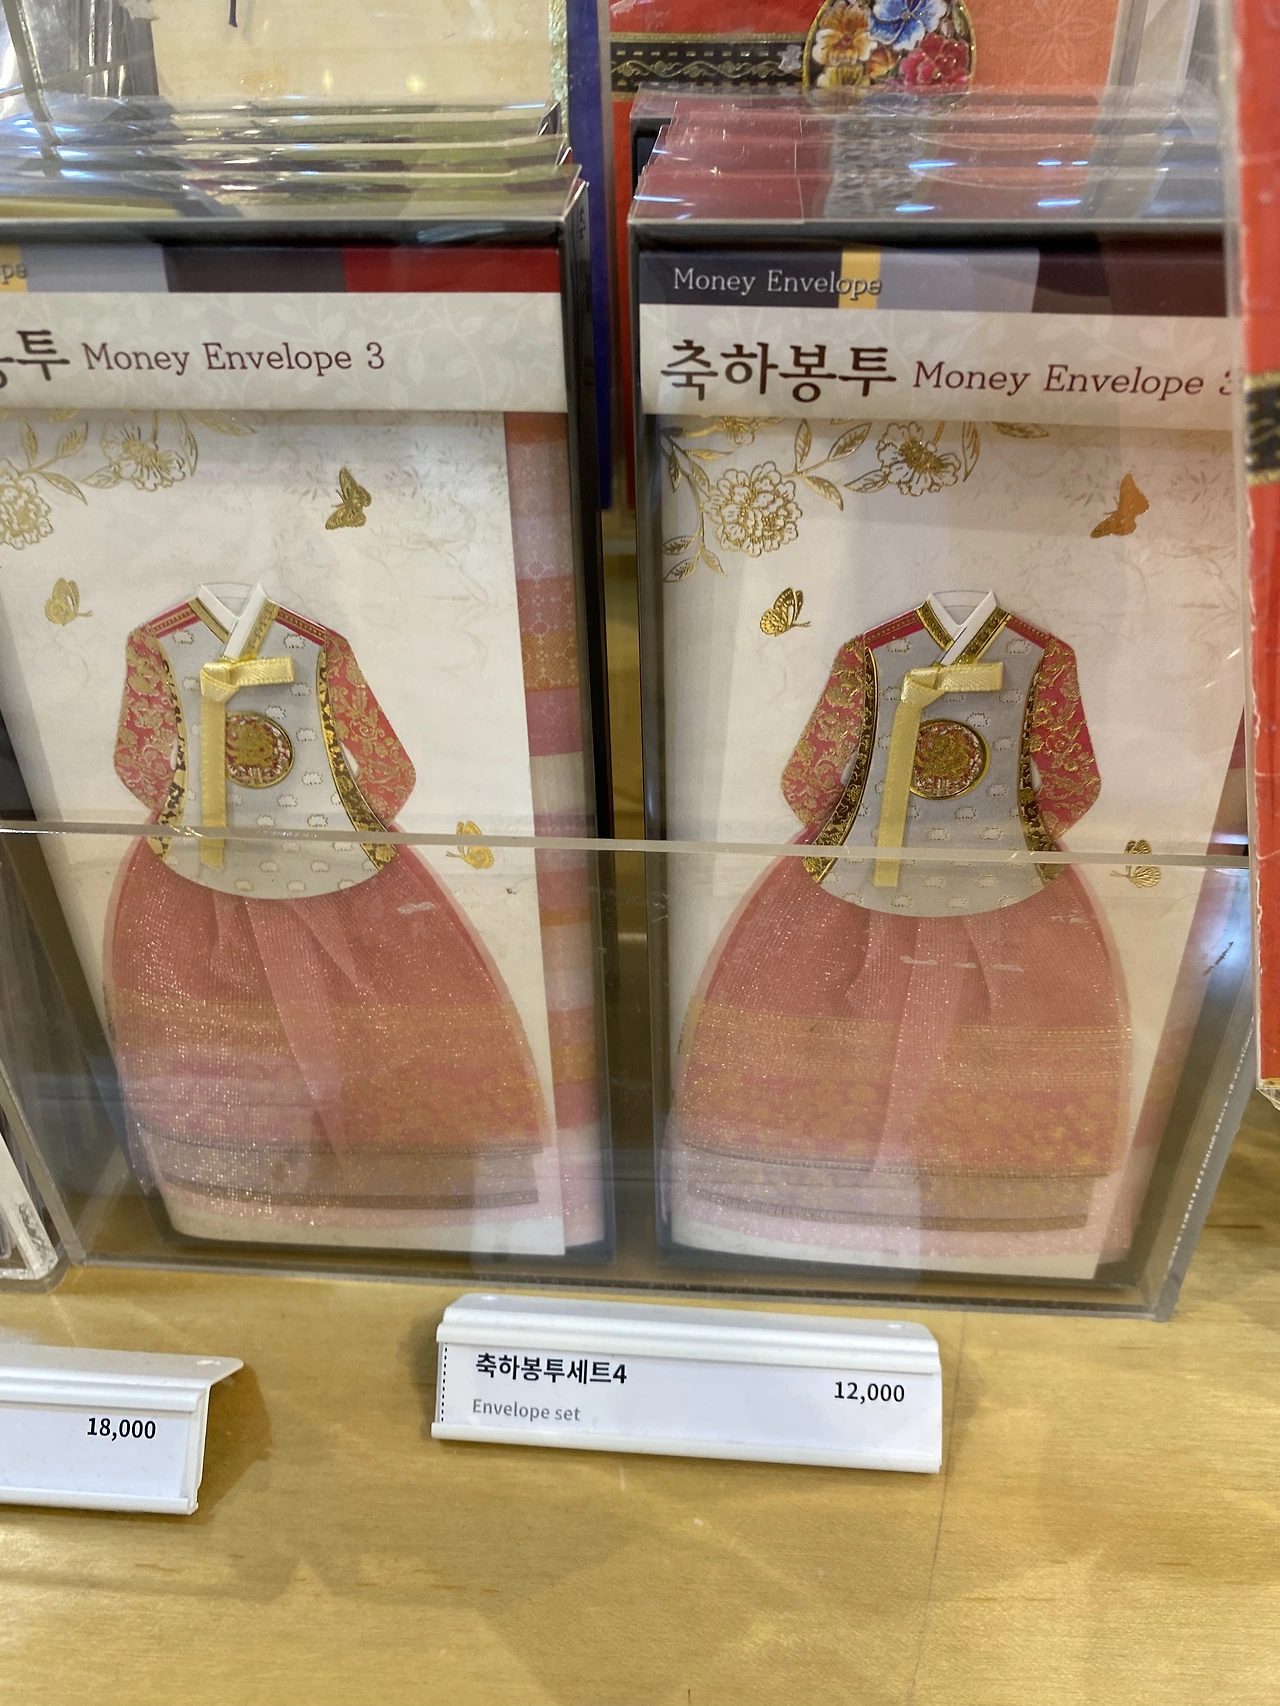 Money Envelope
봉투 Money Envelope 3
축하봉투 Money Envelope 3
18,000
축하봉투세트4
12,000
Envelope set